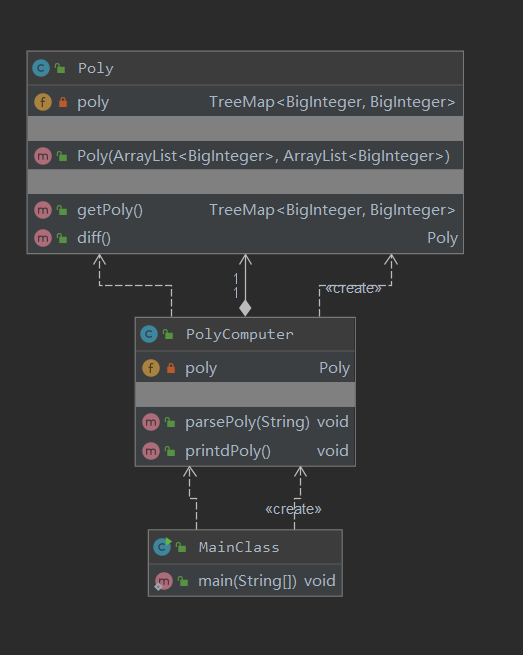 Poly
poly TreeMap<BigInteger, BigInteger>
Poly(ArrayList<BigInteger>, ArrayList<BigInteger>)
getPoly() TreeMap<BigInteger, BigInteger>
diff() Poly
1
1
«create»
PolyComputer
poly Poly
parsePoly(String) void
printdPoly() void
«create»
MainClass
main(String[]) void